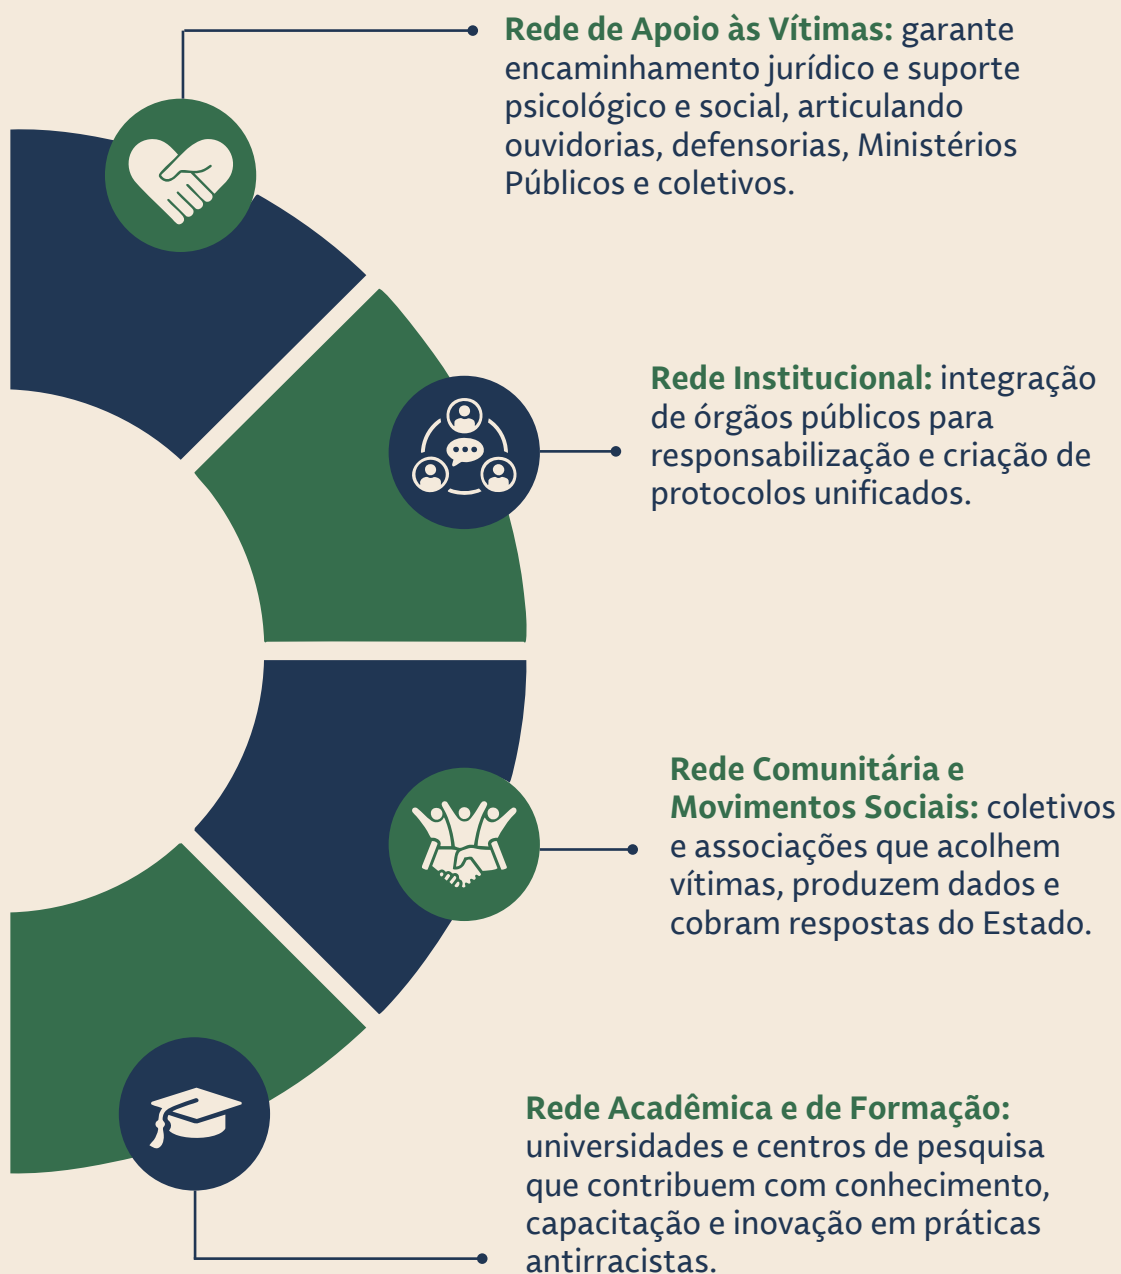 Rede de Apoio às Vítimas: garante
encaminhamento jurídico e suporte
psicológico e social, articulando
ouvidorias, defensorias, Ministérios
Públicos e coletivos.
Rede Institucional: integração
de órgãos públicos para
responsabilização e criação de
protocolos unificados.
Rede Comunitária e
Movimentos Sociais: coletivos
e associações que acolhem
vítimas, produzem dados e
cobram respostas do Estado.
Rede Acadêmica e de Formação:
universidades e centros de pesquisa
que contribuem com conhecimento,
capacitação e inovação em práticas
antirracistas.